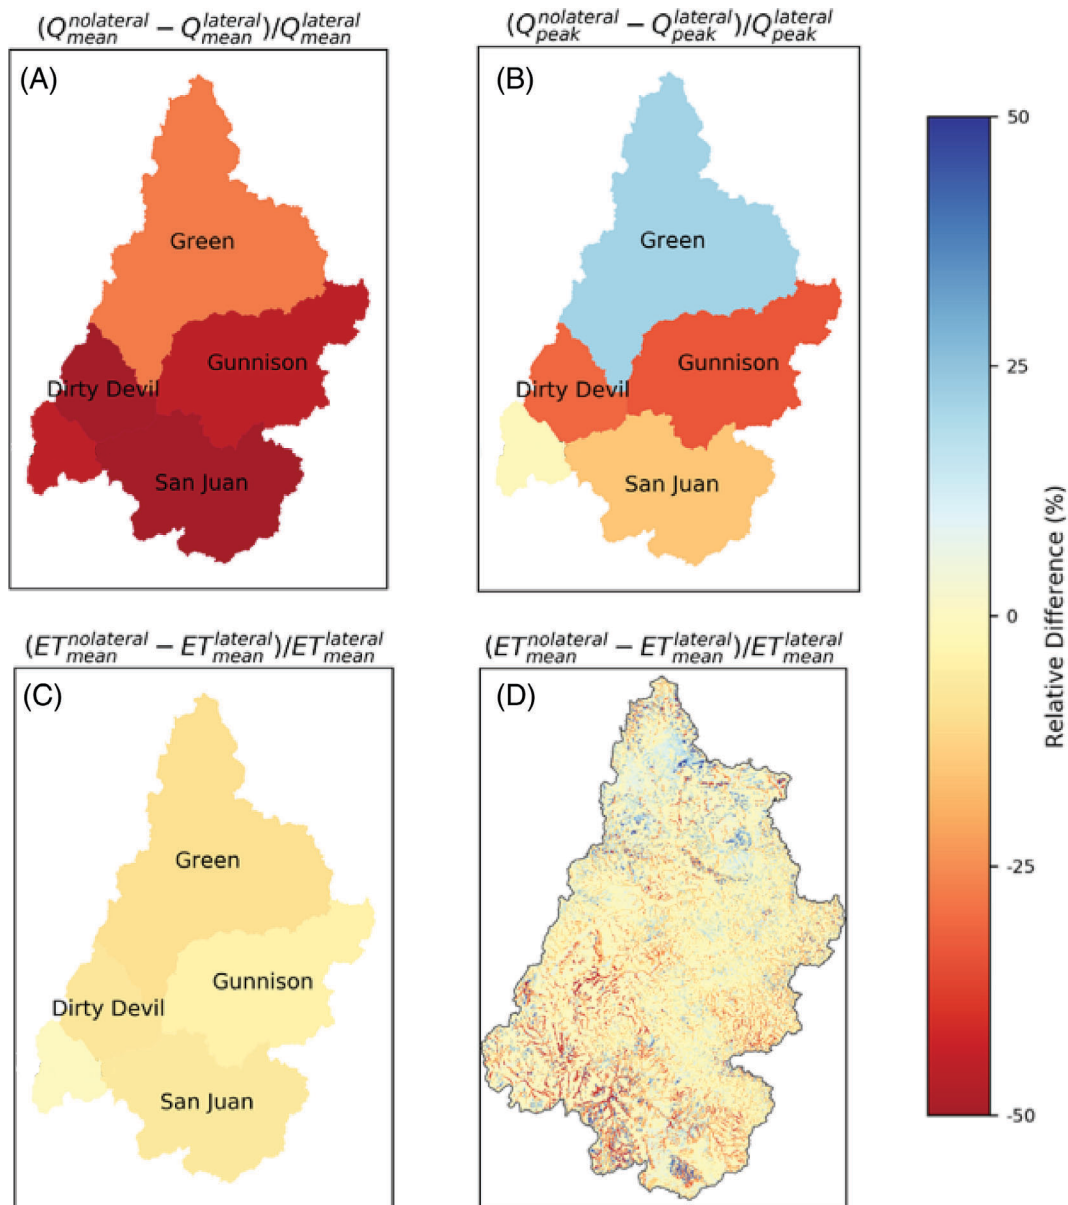 (Q_mean^nolateral − Q_mean^lateral)/Q_mean^lateral
(A)
Green
Gunnison
Dirty Devil
San Juan
(Q_peak^nolateral − Q_peak^lateral)/Q_peak^lateral
(B)
Green
Gunnison
Dirty Devil
San Juan
50
25
0
-25
-50
Relative Difference (%)
(ET_mean^nolateral − ET_mean^lateral)/ET_mean^lateral
(C)
Green
Gunnison
Dirty Devil
San Juan
(ET_mean^nolateral − ET_mean^lateral)/ET_mean^lateral
(D)